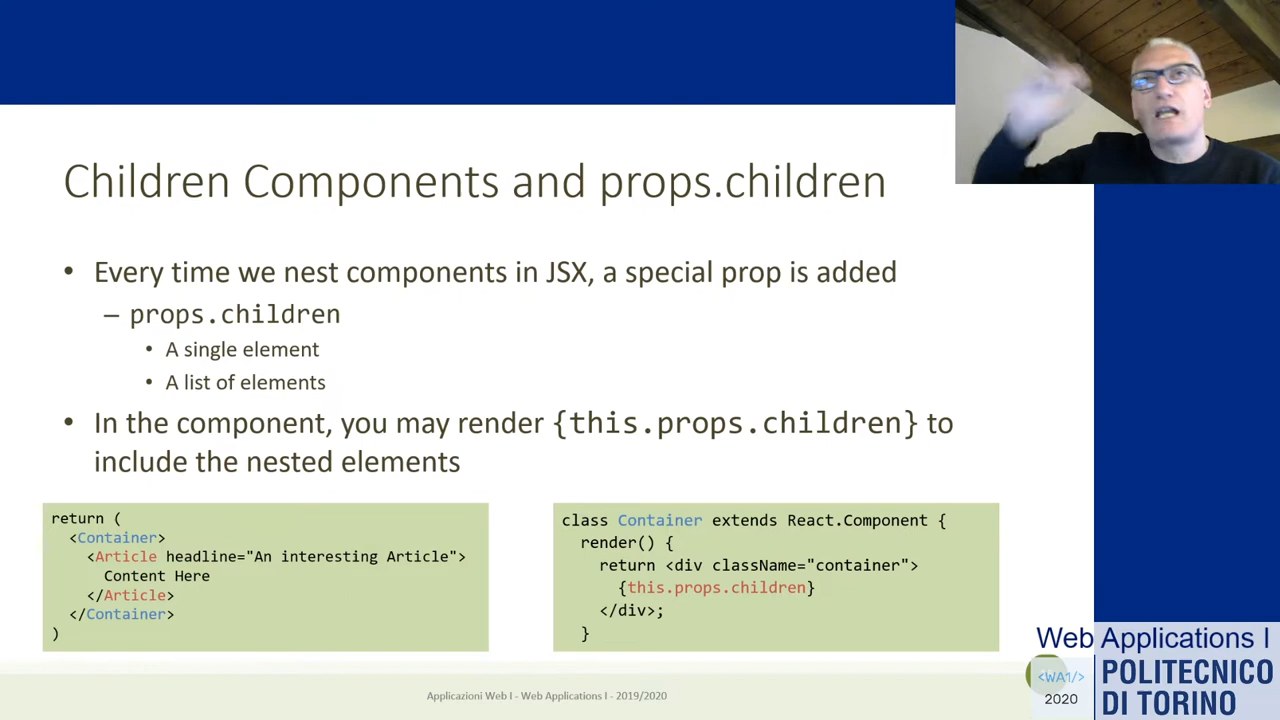 Children Components and props.children
• Every time we nest components in JSX, a special prop is added
– props.children
• A single element
• A list of elements
• In the component, you may render {this.props.children} to
include the nested elements
return (
<Container>
<Article headline="An interesting Article">
Content Here
</Article>
</Container>
)
class Container extends React.Component {
render() {
return <div className="container">
{this.props.children}
</div>;
}
Applicazioni Web I - Web Applications I - 2019/2020
Web Applications I
<WA1/>
2020
POLITECNICO
DI TORINO